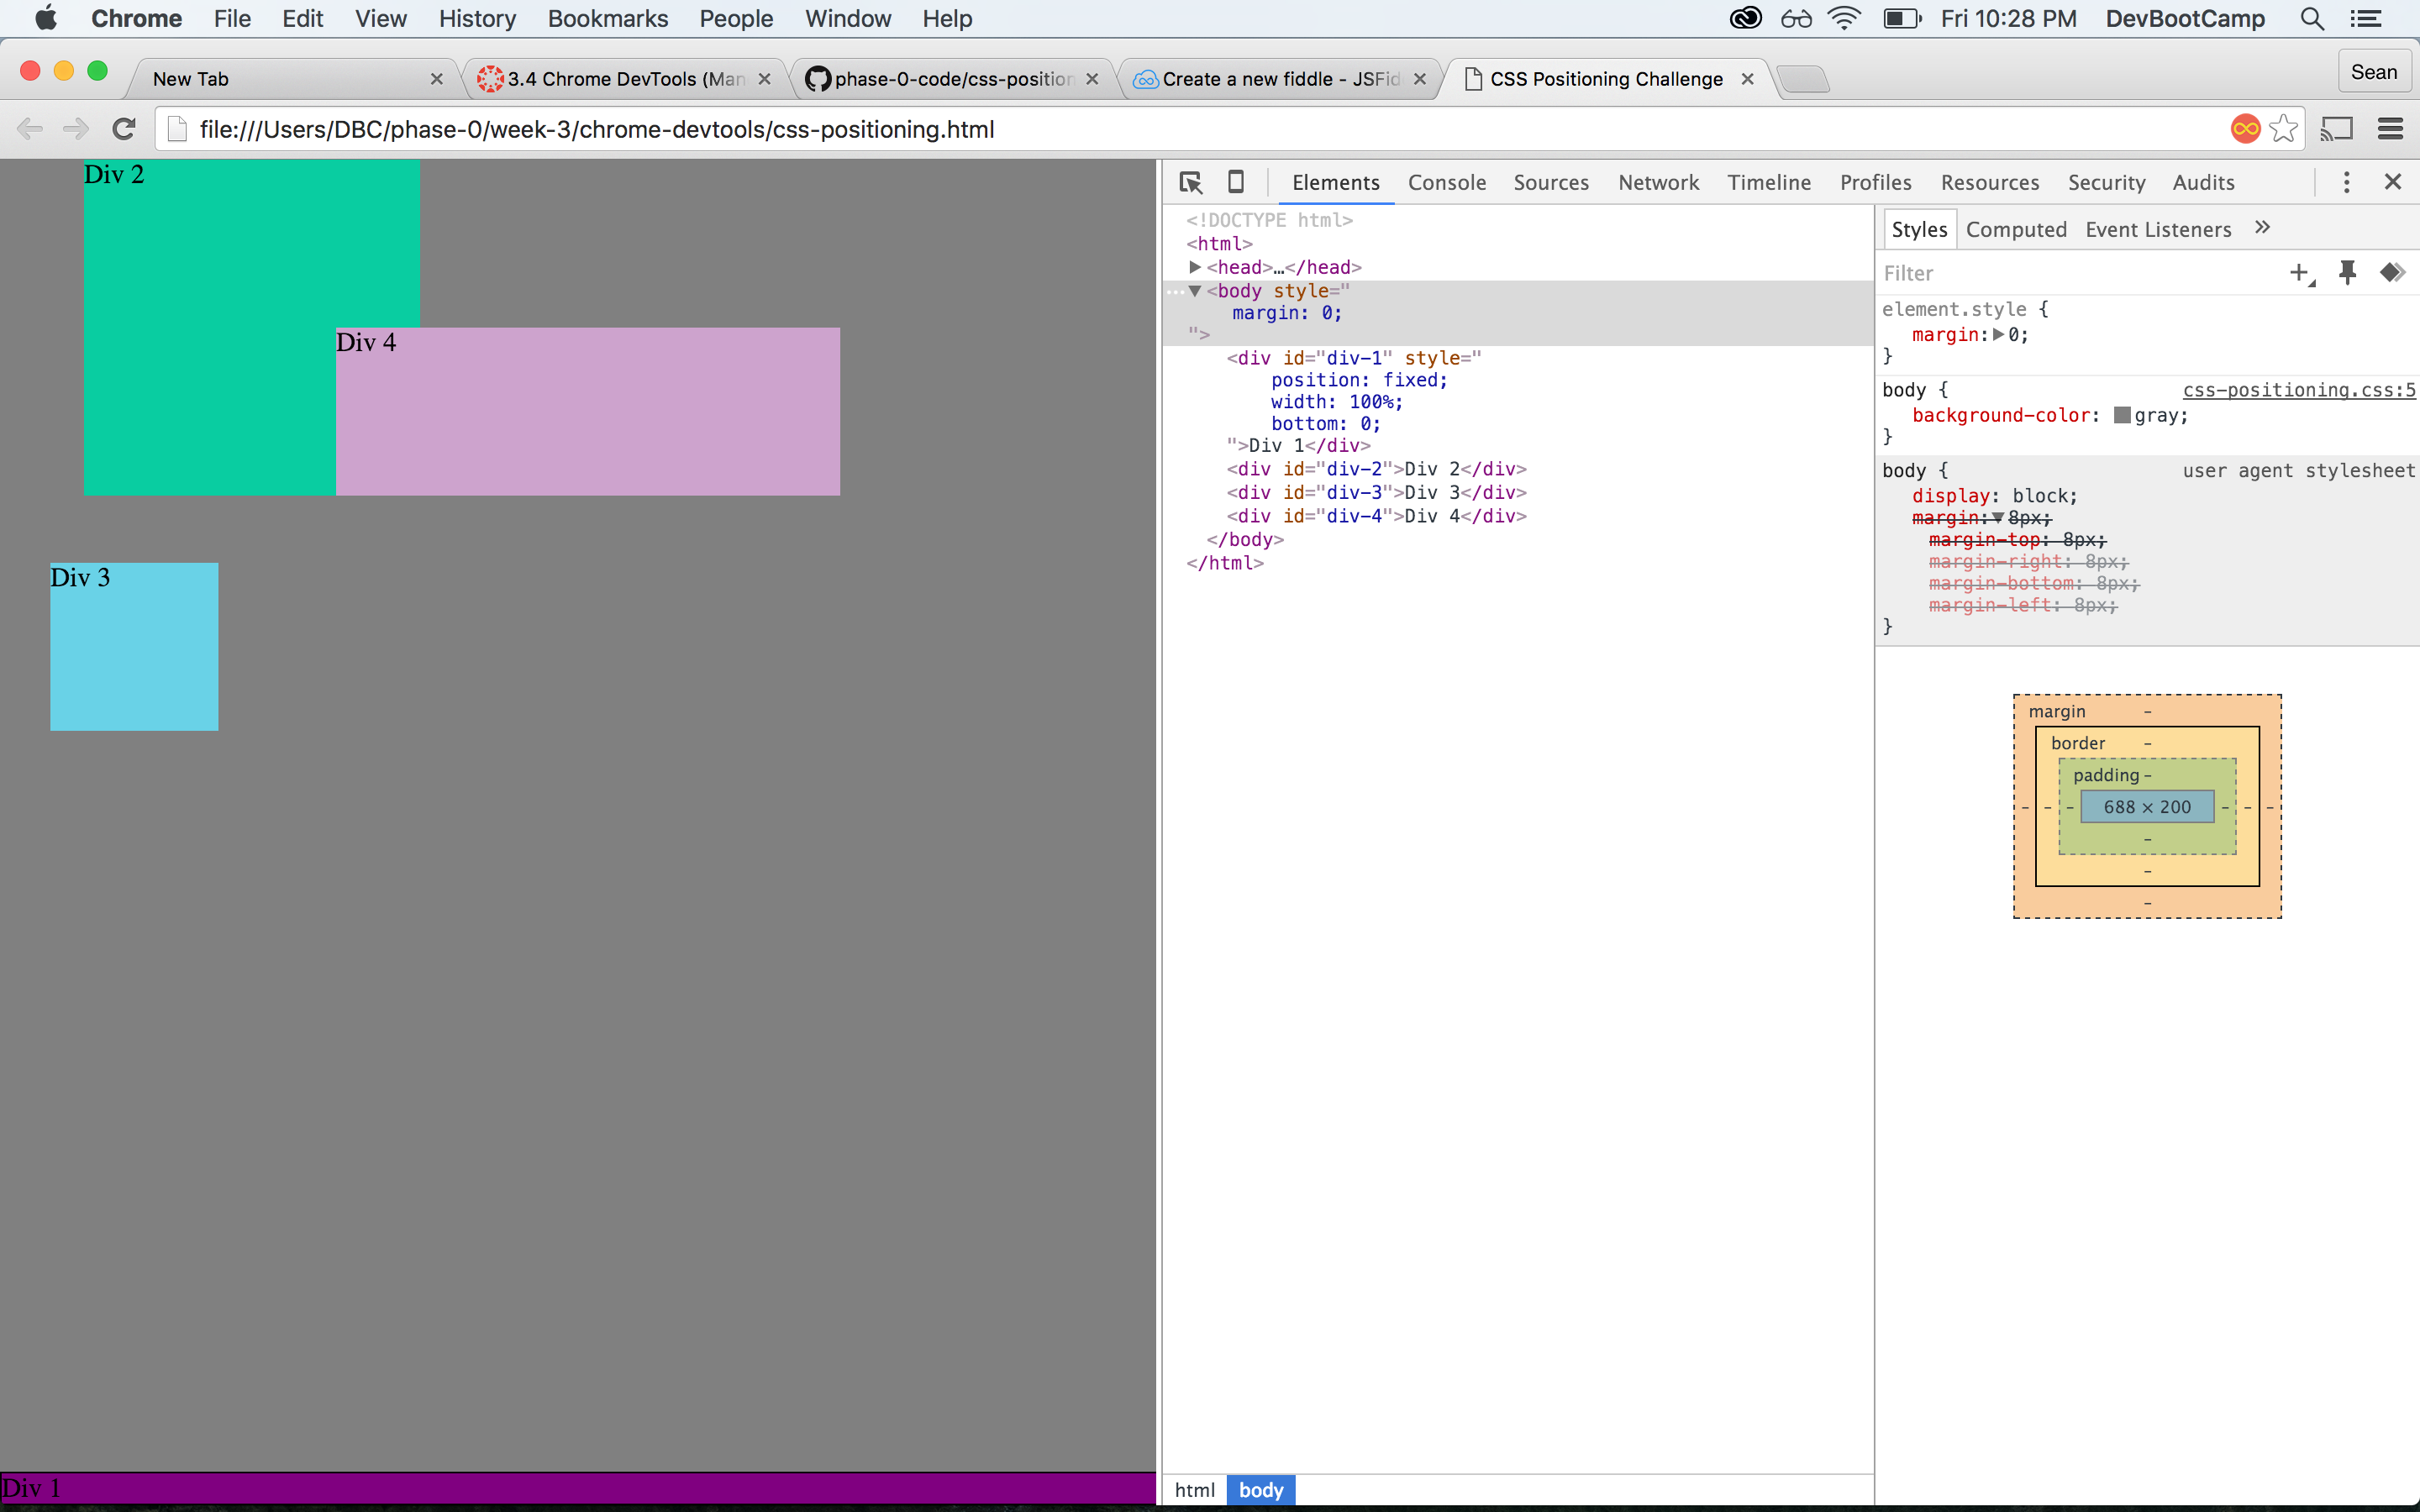 Chrome File Edit View History Bookmarks People Window Help Fri 10:28 PM DevBootCamp
New Tab 3.4 Chrome DevTools (Man phase-0-code/css-position Create a new fiddle - JSFid CSS Positioning Challenge Sean
file:///Users/DBC/phase-0/week-3/chrome-devtools/css-positioning.html
Div 2
Div 4
Div 3
Div 1
Elements Console Sources Network Timeline Profiles Resources Security Audits
<!DOCTYPE html>
<html>
<head>…</head>
<body style="
margin: 0;
">
<div id="div-1" style="
position: fixed;
width: 100%;
bottom: 0;
">Div 1</div>
<div id="div-2">Div 2</div>
<div id="div-3">Div 3</div>
<div id="div-4">Div 4</div>
</body>
</html>
html body
Styles Computed Event Listeners »
Filter
element.style {
margin: 0;
}
body { css-positioning.css:5
background-color: gray;
}
body { user agent stylesheet
display: block;
margin: 8px;
margin-top: 8px;
margin-right: 8px;
margin-bottom: 8px;
margin-left: 8px;
}
margin -
border -
padding -
- - - 688 × 200 - - -
-
-
-